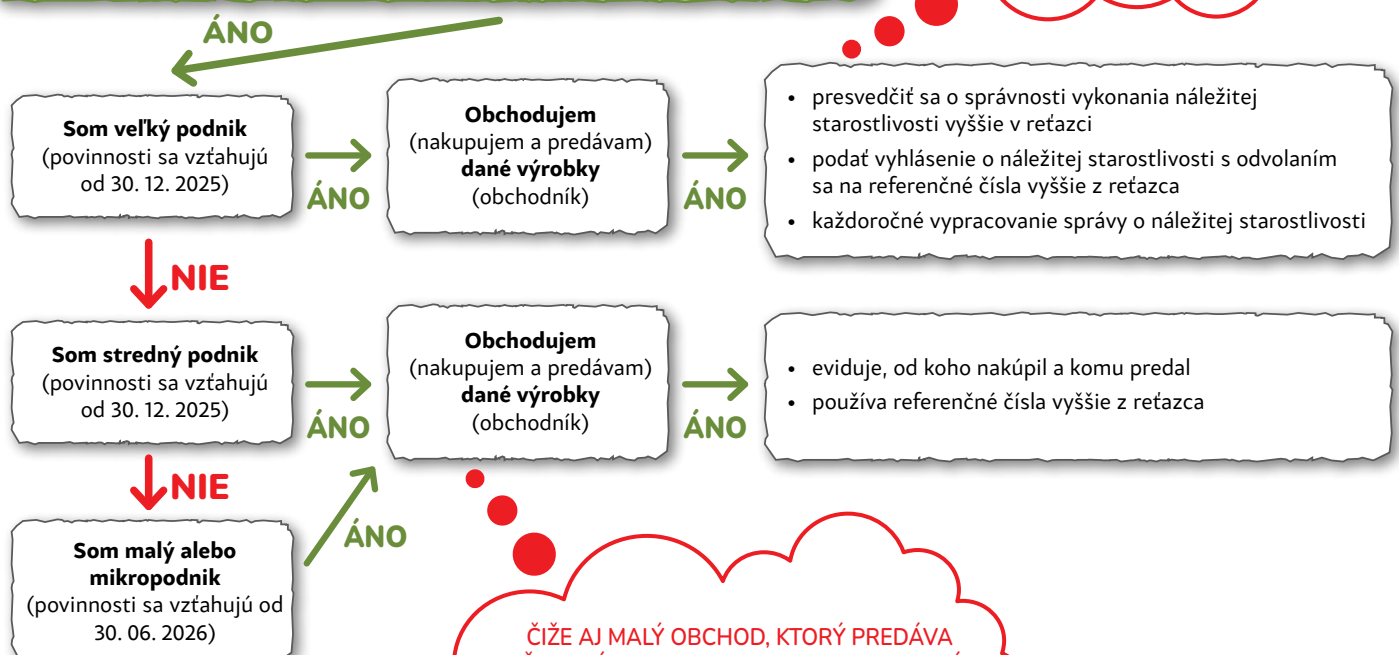 ÁNO
Som veľký podnik
(povinnosti sa vzťahujú
od 30. 12. 2025)
ÁNO
Obchodujem
(nakupujem a predávam)
dané výrobky
(obchodník)
ÁNO
• presvedčiť sa o správnosti vykonania náležitej
starostlivosti vyššie v reťazci
• podať vyhlásenie o náležitej starostlivosti s odvolaním
sa na referenčné čísla vyššie z reťazca
• každoročné vypracovanie správy o náležitej starostlivosti
NIE
Som stredný podnik
(povinnosti sa vzťahujú
od 30. 12. 2025)
ÁNO
Obchodujem
(nakupujem a predávam)
dané výrobky
(obchodník)
ÁNO
• eviduje, od koho nakúpil a komu predal
• používa referenčné čísla vyššie z reťazca
NIE
Som malý alebo
mikropodnik
(povinnosti sa vzťahujú od
30. 06. 2026)
ÁNO
ČIŽE AJ MALÝ OBCHOD, KTORÝ PREDÁVA